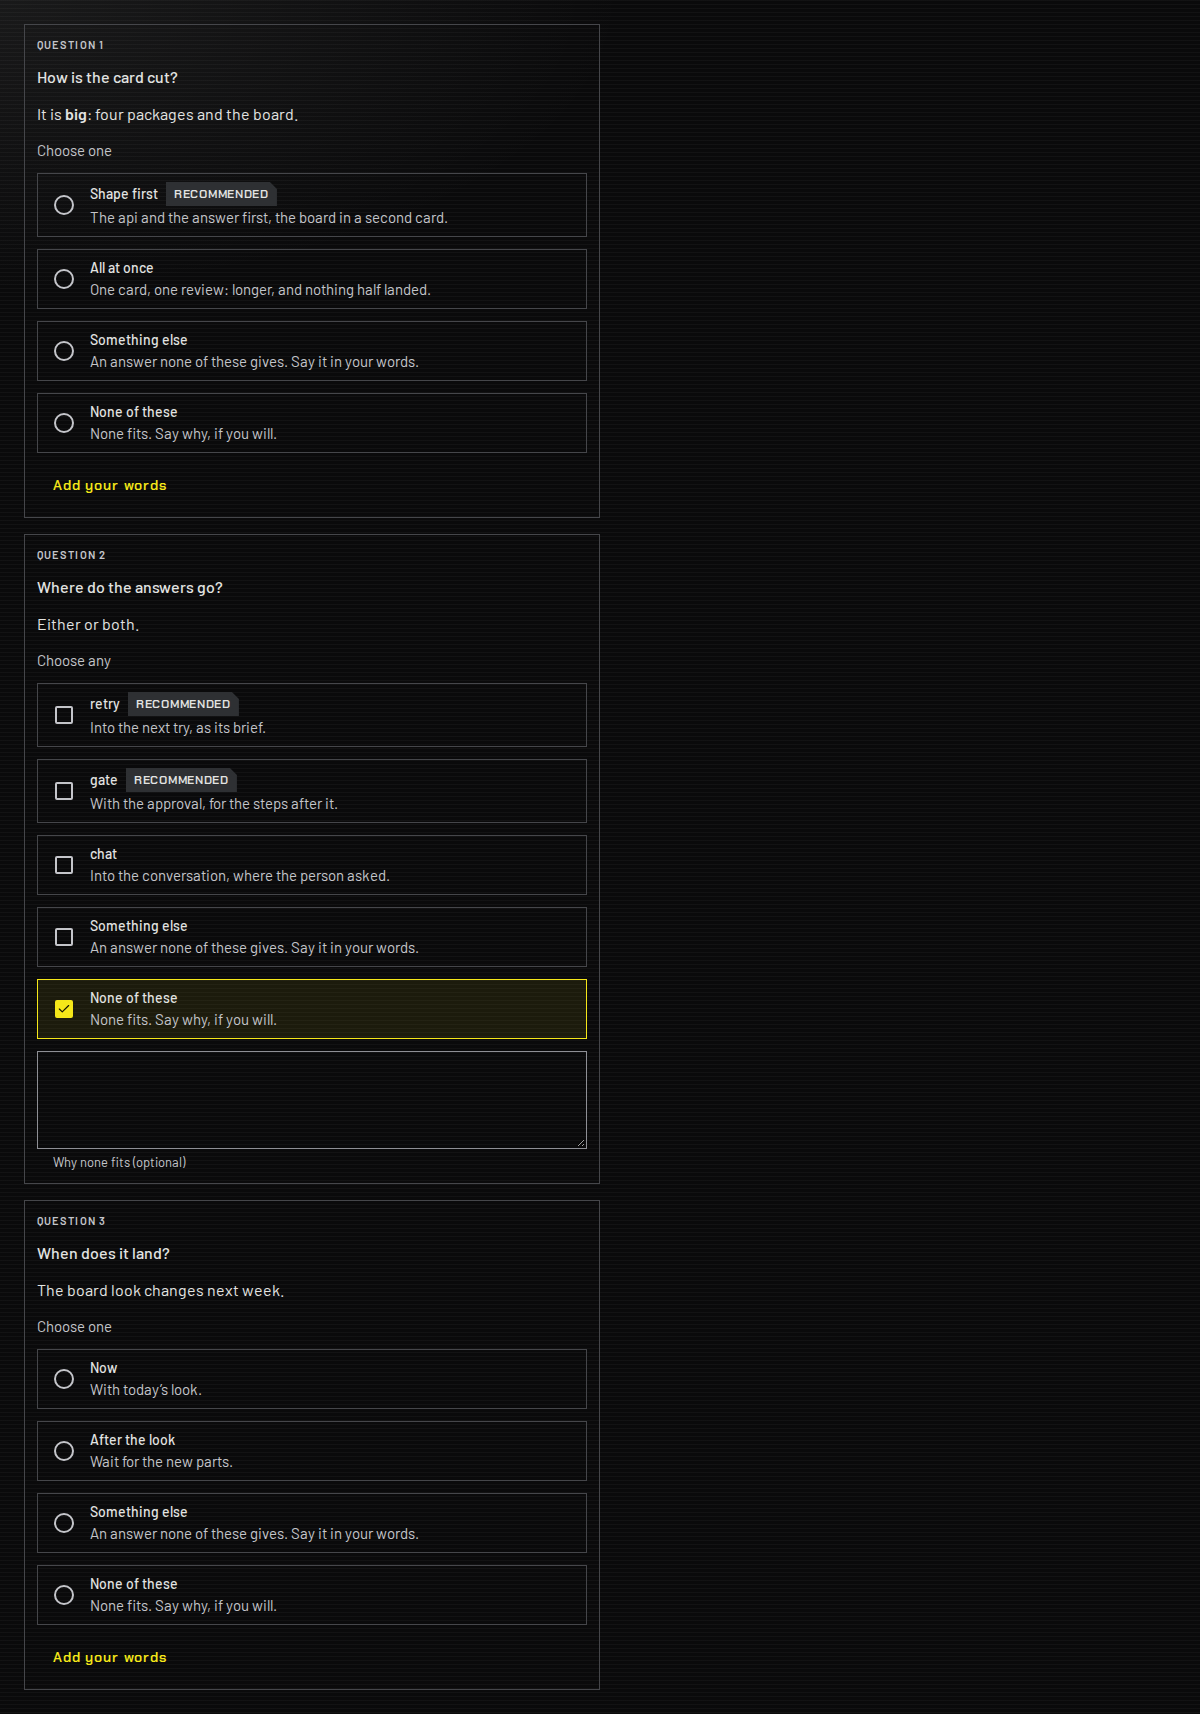 QUESTION 1
How is the card cut?
It is big: four packages and the board.
Choose one
Shape first RECOMMENDED
The api and the answer first, the board in a second card.
All at once
One card, one review: longer, and nothing half landed.
Something else
An answer none of these gives. Say it in your words.
None of these
None fits. Say why, if you will.
Add your words
QUESTION 2
Where do the answers go?
Either or both.
Choose any
retry RECOMMENDED
Into the next try, as its brief.
gate RECOMMENDED
With the approval, for the steps after it.
chat
Into the conversation, where the person asked.
Something else
An answer none of these gives. Say it in your words.
None of these
None fits. Say why, if you will.
Why none fits (optional)
QUESTION 3
When does it land?
The board look changes next week.
Choose one
Now
With today's look.
After the look
Wait for the new parts.
Something else
An answer none of these gives. Say it in your words.
None of these
None fits. Say why, if you will.
Add your words